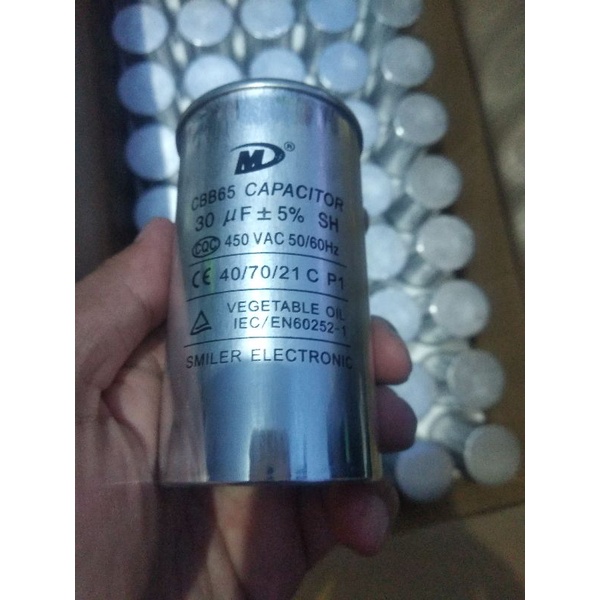 MD®
CBB65 CAPACITOR
30 μF ± 5% SH
CQC 450 VAC 50/60Hz
CE 40/70/21 C P1
VEGETABLE OIL
IEC/EN60252-1
SMILER ELECTRONIC